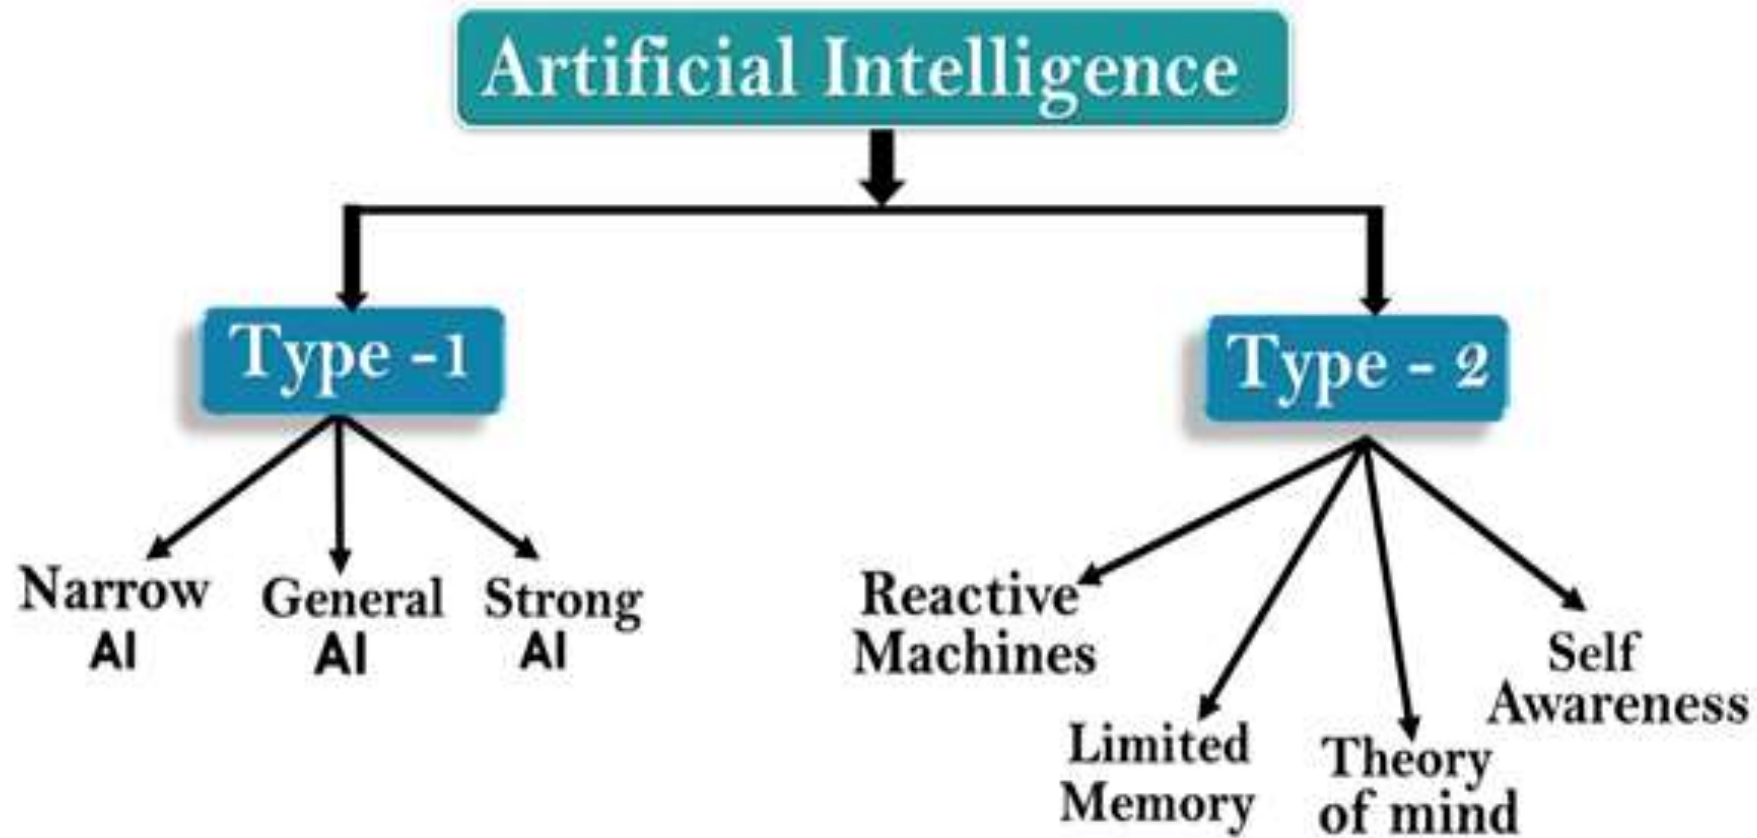 Artificial Intelligence
Type -1
Type - 2
Narrow
AI
General
AI
Strong
AI
Reactive
Machines
Limited
Memory
Theory
of mind
Self
Awareness